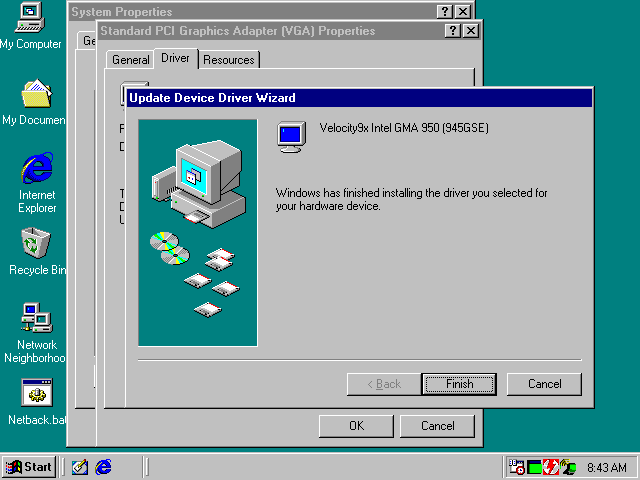 System Properties
My Computer
Standard PCI Graphics Adapter (VGA) Properties
General
Driver
Resources
Update Device Driver Wizard
My Documen
Velocity9x Intel GMA 950 (945GSE)
Windows has finished installing the driver you selected for
your hardware device.
Internet
Explorer
Recycle Bin
Network
Neighborhoo
< Back
Finish
Cancel
Netback.bat
OK
Cancel
Start
8:43 AM